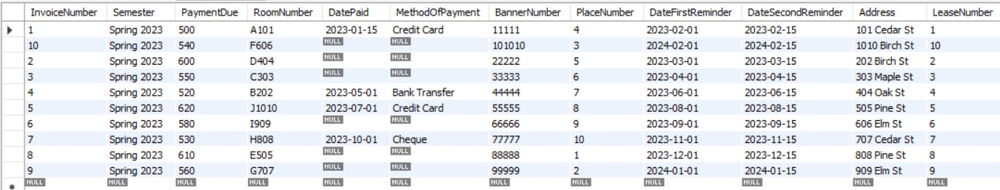 InvoiceNumber Semester PaymentDue RoomNumber DatePaid MethodOfPayment BannerNumber PlaceNumber DateFirstReminder DateSecondReminder Address LeaseNumber
1 Spring 2023 500 A101 2023-01-15 Credit Card 11111 4 2023-02-01 2023-02-15 101 Cedar St 1
10 Spring 2023 540 F606 NULL NULL 101010 3 2024-02-01 2024-02-15 1010 Birch St 10
2 Spring 2023 600 D404 NULL NULL 22222 5 2023-03-01 2023-03-15 202 Birch St 2
3 Spring 2023 550 C303 NULL NULL 33333 6 2023-04-01 2023-04-15 303 Maple St 3
4 Spring 2023 520 B202 2023-05-01 Bank Transfer 44444 7 2023-06-01 2023-06-15 404 Oak St 4
5 Spring 2023 620 J1010 2023-07-01 Credit Card 55555 8 2023-08-01 2023-08-15 505 Pine St 5
6 Spring 2023 580 I909 NULL NULL 66666 9 2023-09-01 2023-09-15 606 Elm St 6
7 Spring 2023 530 H808 2023-10-01 Cheque 77777 10 2023-11-01 2023-11-15 707 Cedar St 7
8 Spring 2023 610 E505 NULL NULL 88888 1 2023-12-01 2023-12-15 808 Pine St 8
9 Spring 2023 560 G707 NULL NULL 99999 2 2024-01-01 2024-01-15 909 Elm St 9
NULL NULL NULL NULL NULL NULL NULL NULL NULL NULL NULL NULL